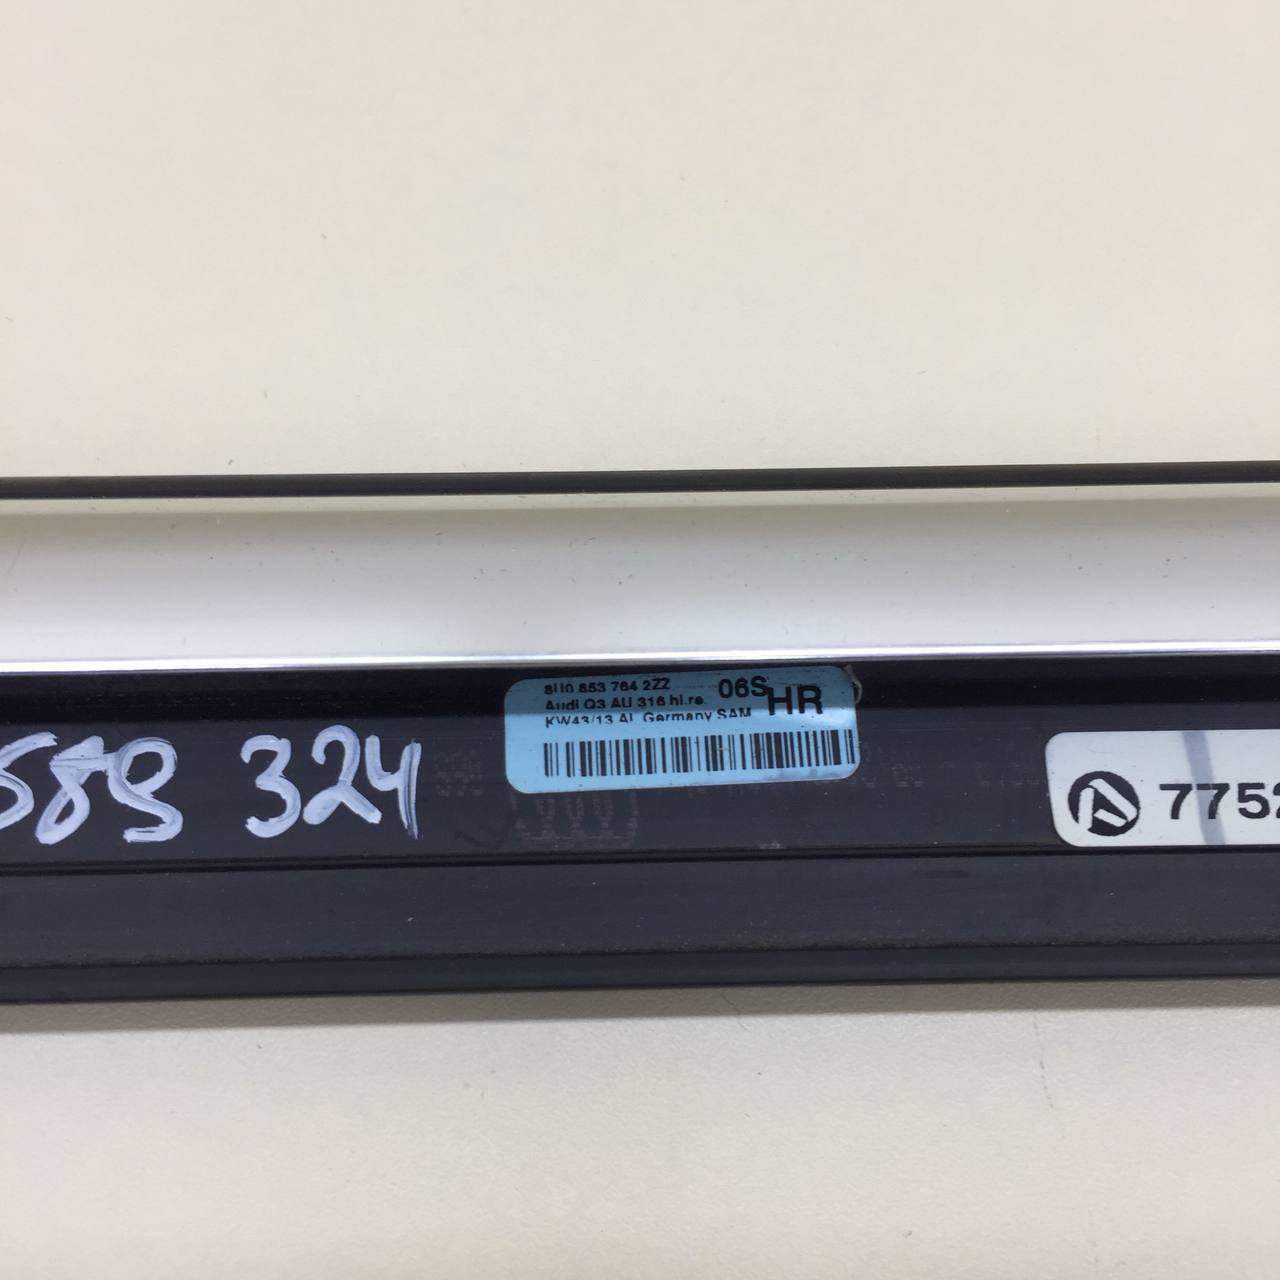 8U0 853 764 2ZZ 06S HR
Audi Q3 AU 316 hi.re.
KW43/13 AL Germany SAM
589 324
7752